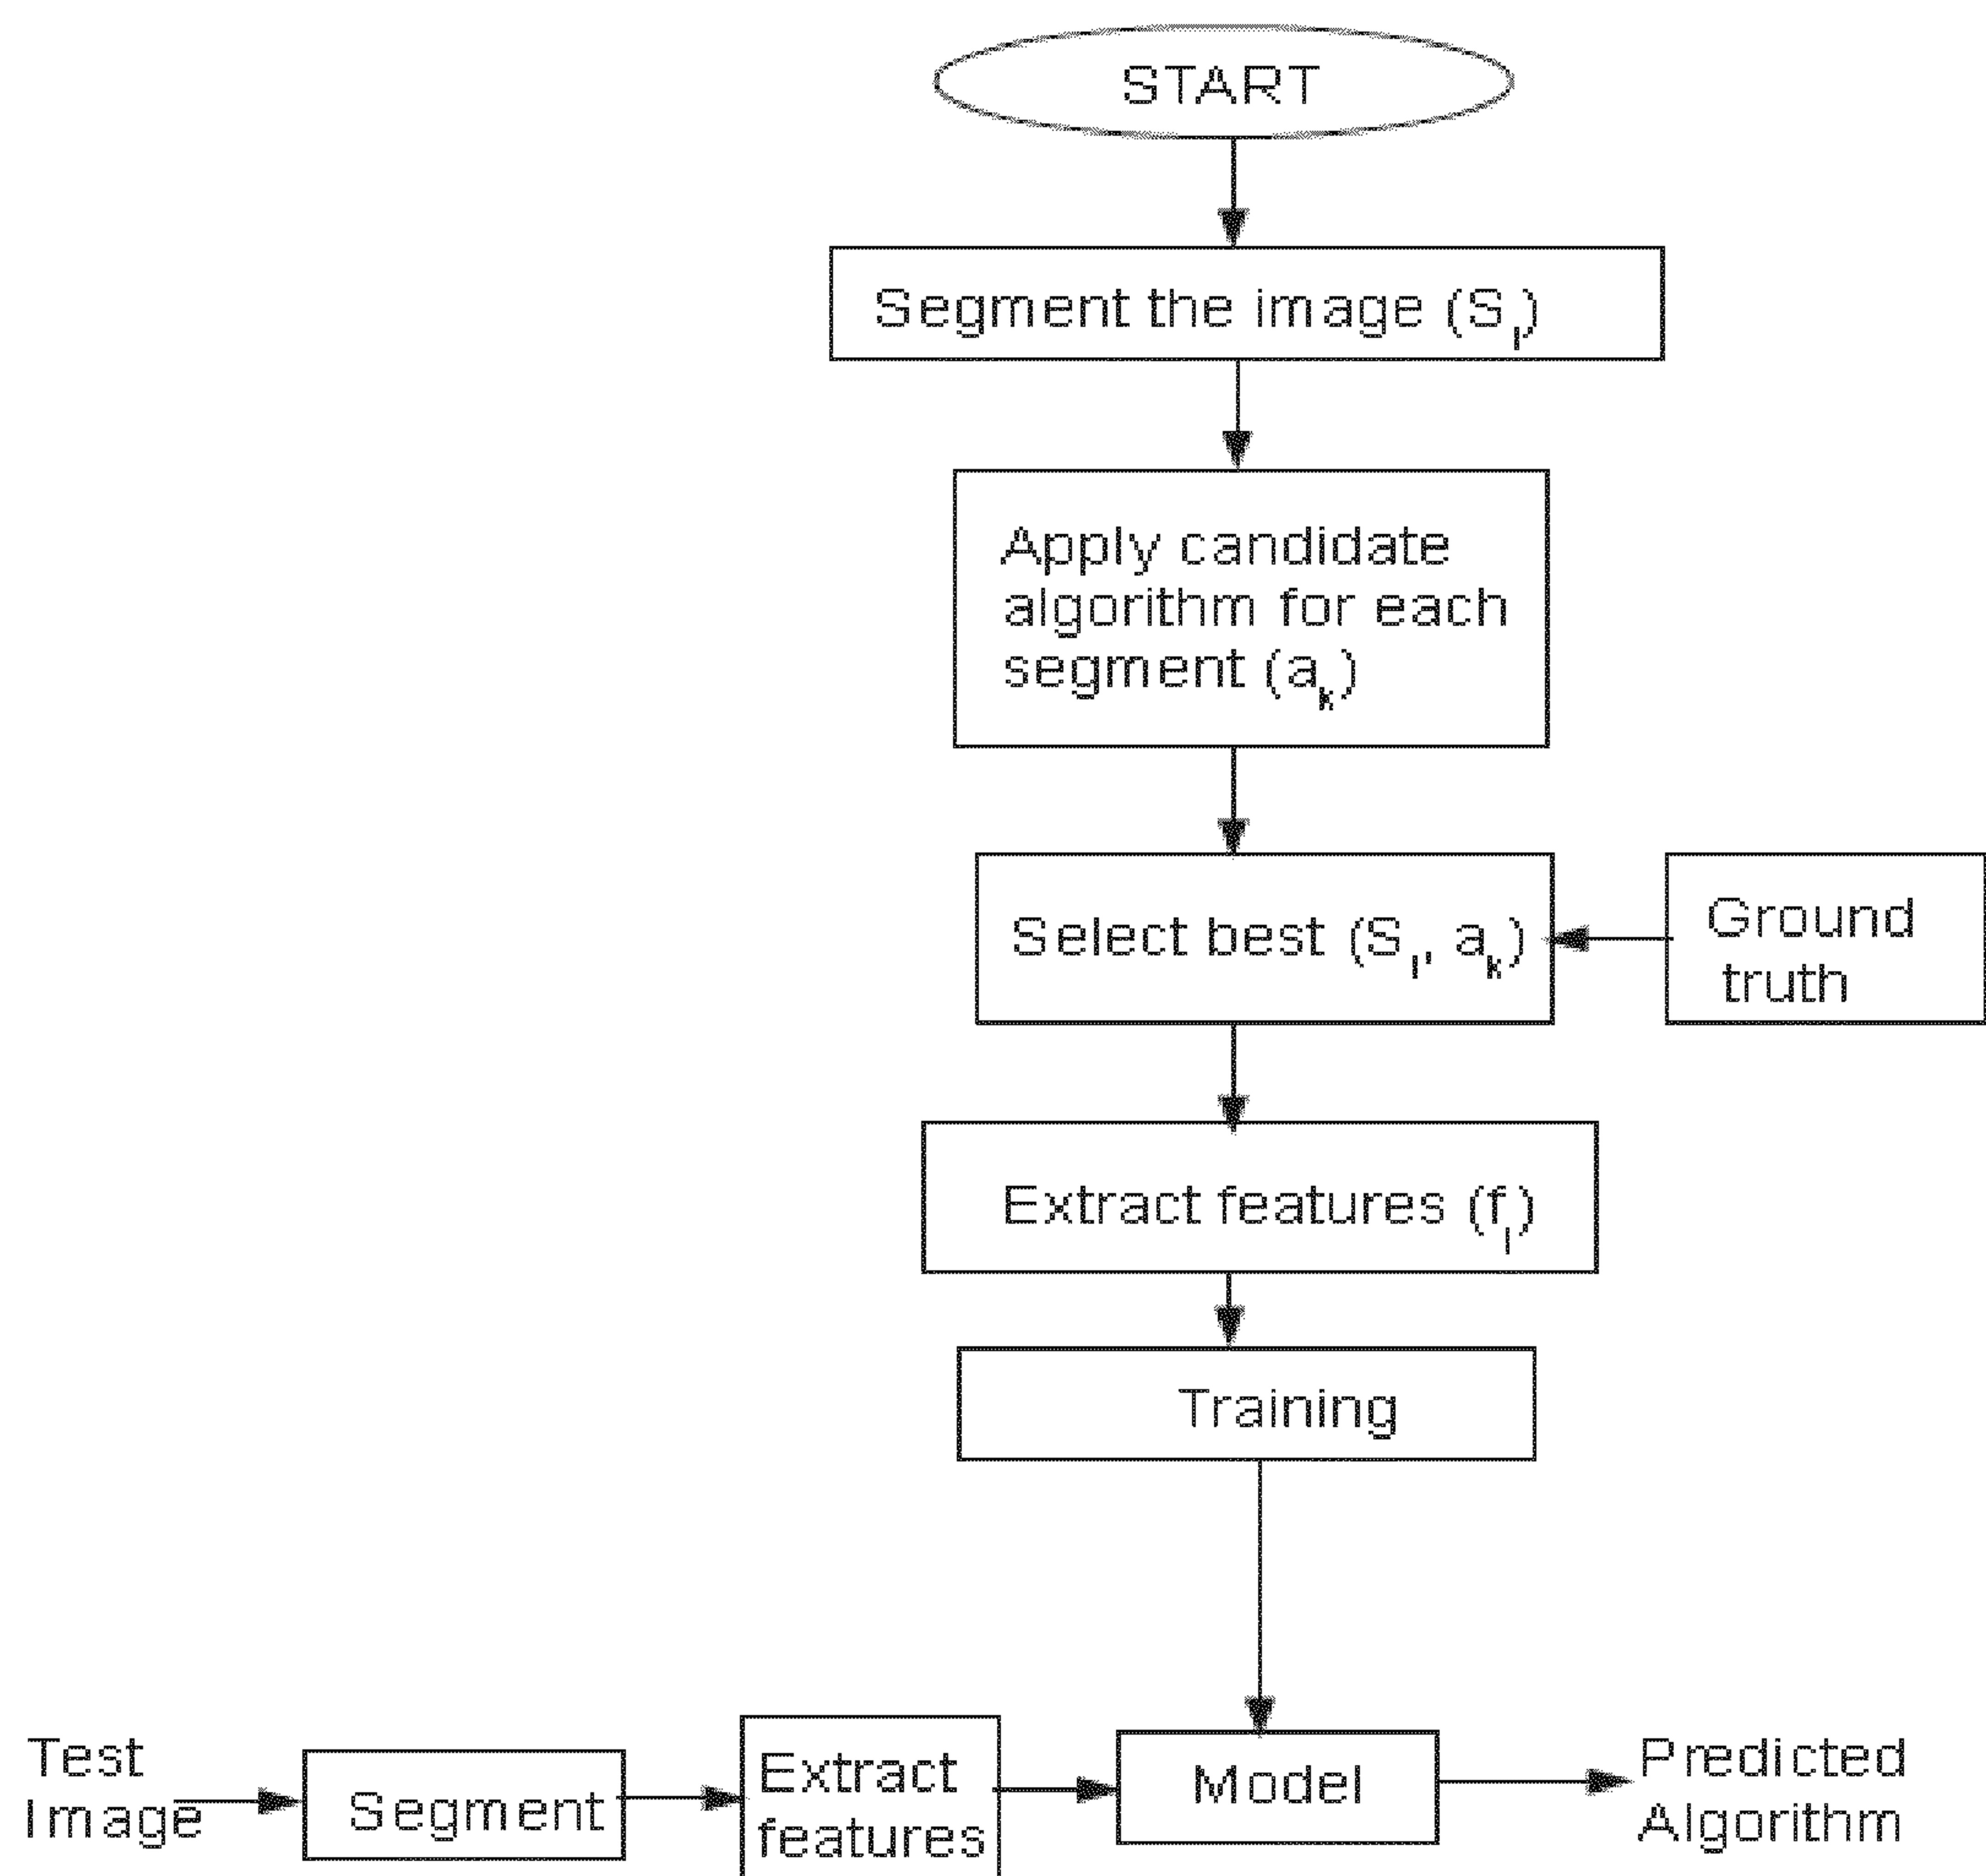 START
Segment the image (S_i)
Apply candidate
algorithm for each
segment (a_k)
Select best (S_i, a_k)
Ground
truth
Extract features (f_i)
Training
Test
Image
Segment
Extract
features
Model
Predicted
Algorithm